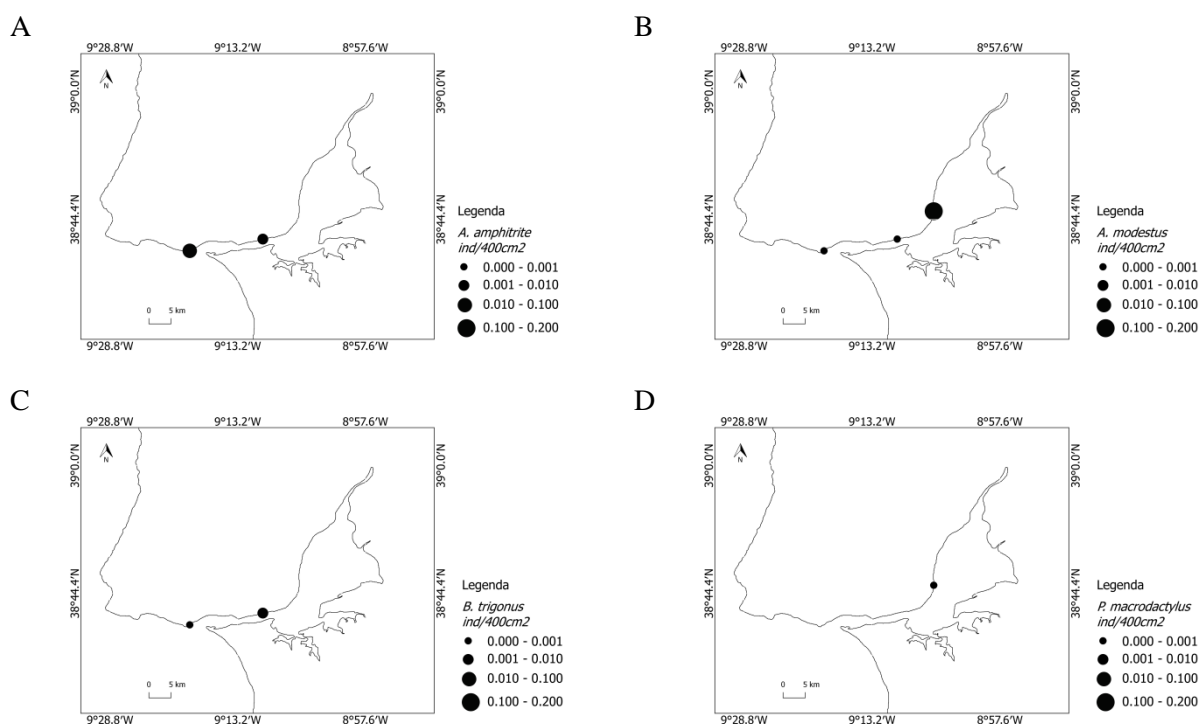 A
9°28.8'W 9°13.2'W 8°57.6'W
N
39°0.0'N
38°44.4'N
Legenda
A. amphitrite
ind/400cm2
0.000 - 0.001
0.001 - 0.010
0.010 - 0.100
0.100 - 0.200
0 5 km
9°28.8'W 9°13.2'W 8°57.6'W
39°0.0'N
38°44.4'N
B
9°28.8'W 9°13.2'W 8°57.6'W
N
39°0.0'N
38°44.4'N
Legenda
A. modestus
ind/400cm2
0.000 - 0.001
0.001 - 0.010
0.010 - 0.100
0.100 - 0.200
0 5 km
9°28.8'W 9°13.2'W 8°57.6'W
39°0.0'N
38°44.4'N
C
9°28.8'W 9°13.2'W 8°57.6'W
N
39°0.0'N
38°44.4'N
Legenda
B. trigonus
ind/400cm2
0.000 - 0.001
0.001 - 0.010
0.010 - 0.100
0.100 - 0.200
0 5 km
9°28.8'W 9°13.2'W 8°57.6'W
39°0.0'N
38°44.4'N
D
9°28.8'W 9°13.2'W 8°57.6'W
N
39°0.0'N
38°44.4'N
Legenda
P. macrodactylus
ind/400cm2
0.000 - 0.001
0.001 - 0.010
0.010 - 0.100
0.100 - 0.200
0 5 km
9°28.8'W 9°13.2'W 8°57.6'W
39°0.0'N
38°44.4'N